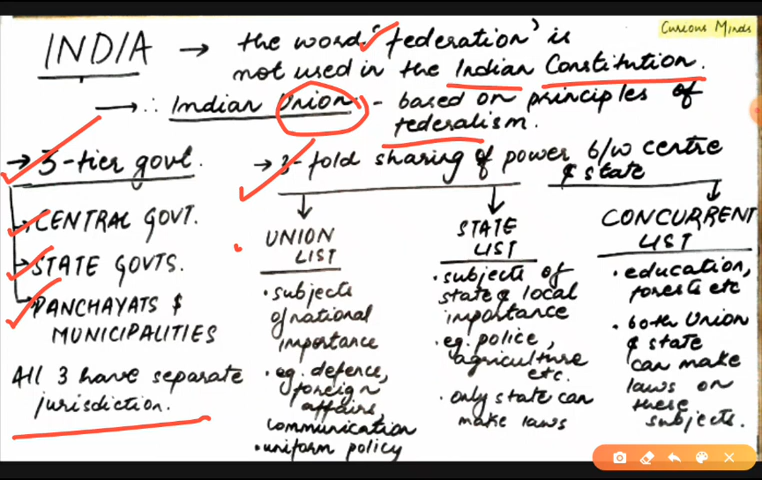 Curious Minds
INDIA → the word 'federation' is
not used in the Indian Constitution.
→ ∴ Indian Union - based on principles of
federalism.
→ 3-tier govt.
→ CENTRAL GOVT.
→ STATE GOVTS.
→ PANCHAYATS &
MUNICIPALITIES
All 3 have separate
jurisdiction.
→ 3-fold sharing of power b/w centre
& state
UNION
LIST
• subjects
of national
importance
• eg. defence,
foreign
affairs,
communication
• uniform policy
STATE
LIST
• subjects of
state & local
importance
• eg. police,
agriculture
etc.
• only state can
make laws
CONCURRENT
LIST
• education,
forests etc
• both Union
& state
can make
laws on
these
subjects.